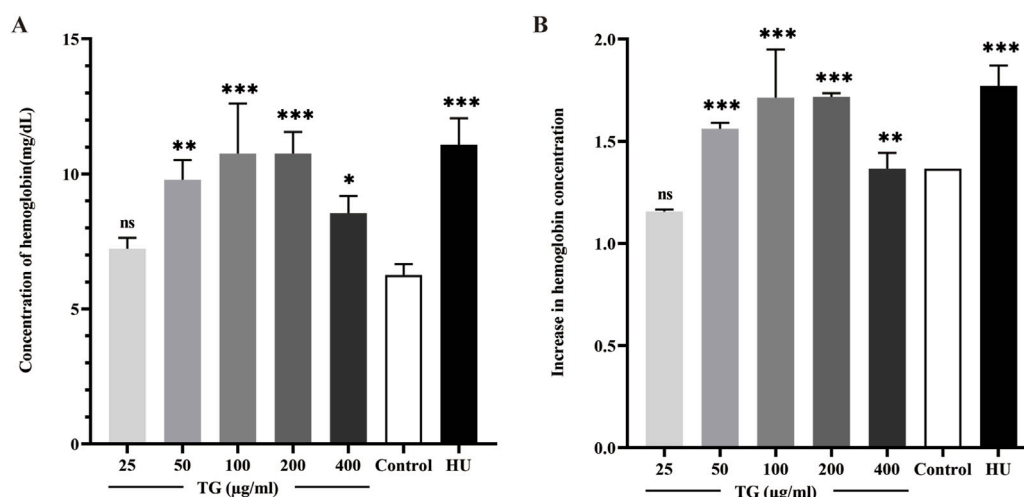 A
Concentration of hemoglobin(mg/dL)
15
10
5
0
ns
**
***
***
*
***
25 50 100 200 400 Control HU
TG (μg/ml)
B
Increase in hemoglobin concentration
2.0
1.5
1.0
0.5
0.0
ns
***
***
***
**
***
25 50 100 200 400 Control HU
TG (μg/ml)